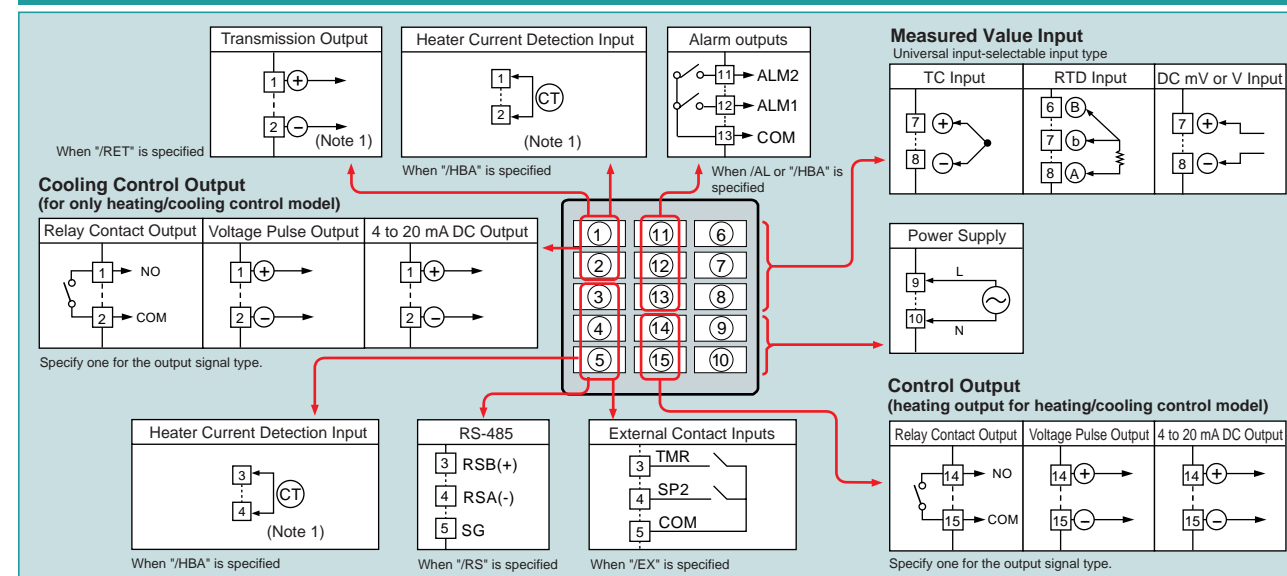 Transmission Output
1 +
2 −
(Note 1)
When "/RET" is specified
Heater Current Detection Input
1
2
CT
(Note 1)
When "/HBA" is specified
Alarm outputs
11 ALM2
12 ALM1
13 COM
When /AL or "/HBA" is
specified
Measured Value Input
Universal input-selectable input type
TC Input
7 +
8 −
RTD Input
6 B
7 b
8 A
DC mV or V Input
7 +
8 −
Cooling Control Output
(for only heating/cooling control model)
Relay Contact Output
1 NO
2 COM
Voltage Pulse Output
1 +
2 −
4 to 20 mA DC Output
1 +
2 −
Specify one for the output signal type.
1 11 6
2 12 7
3 13 8
4 14 9
5 15 10
Power Supply
9 L
10 N
Heater Current Detection Input
3
4
CT
(Note 1)
When "/HBA" is specified
RS-485
3 RSB(+)
4 RSA(-)
5 SG
When "/RS" is specified
External Contact Inputs
3 TMR
4 SP2
5 COM
When "/EX" is specified
Control Output
(heating output for heating/cooling control model)
Relay Contact Output
14 NO
15 COM
Voltage Pulse Output
14 +
15 −
4 to 20 mA DC Output
14 +
15 −
Specify one for the output signal type.